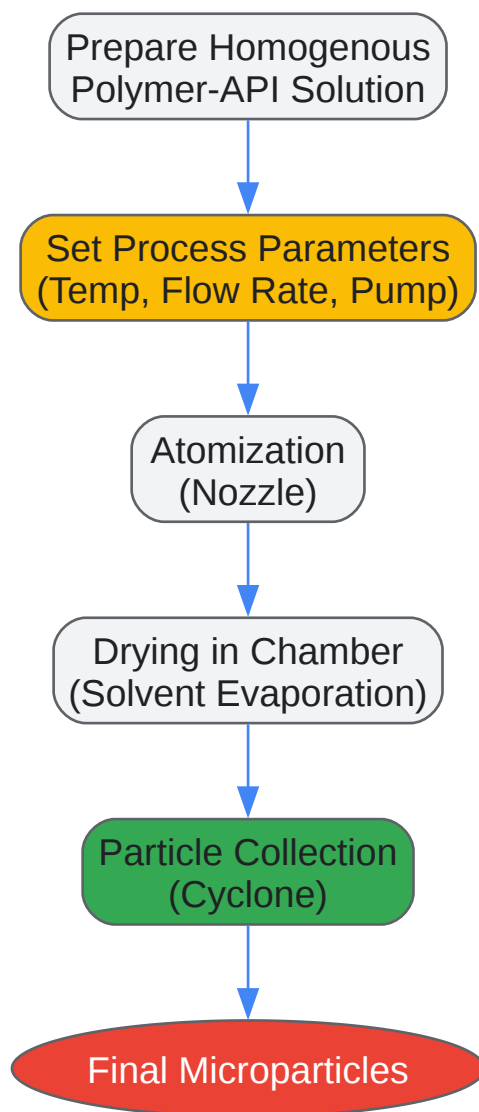 Prepare Homogenous
Polymer-API Solution
Set Process Parameters
(Temp, Flow Rate, Pump)
Atomization
(Nozzle)
Drying in Chamber
(Solvent Evaporation)
Particle Collection
(Cyclone)
Final Microparticles